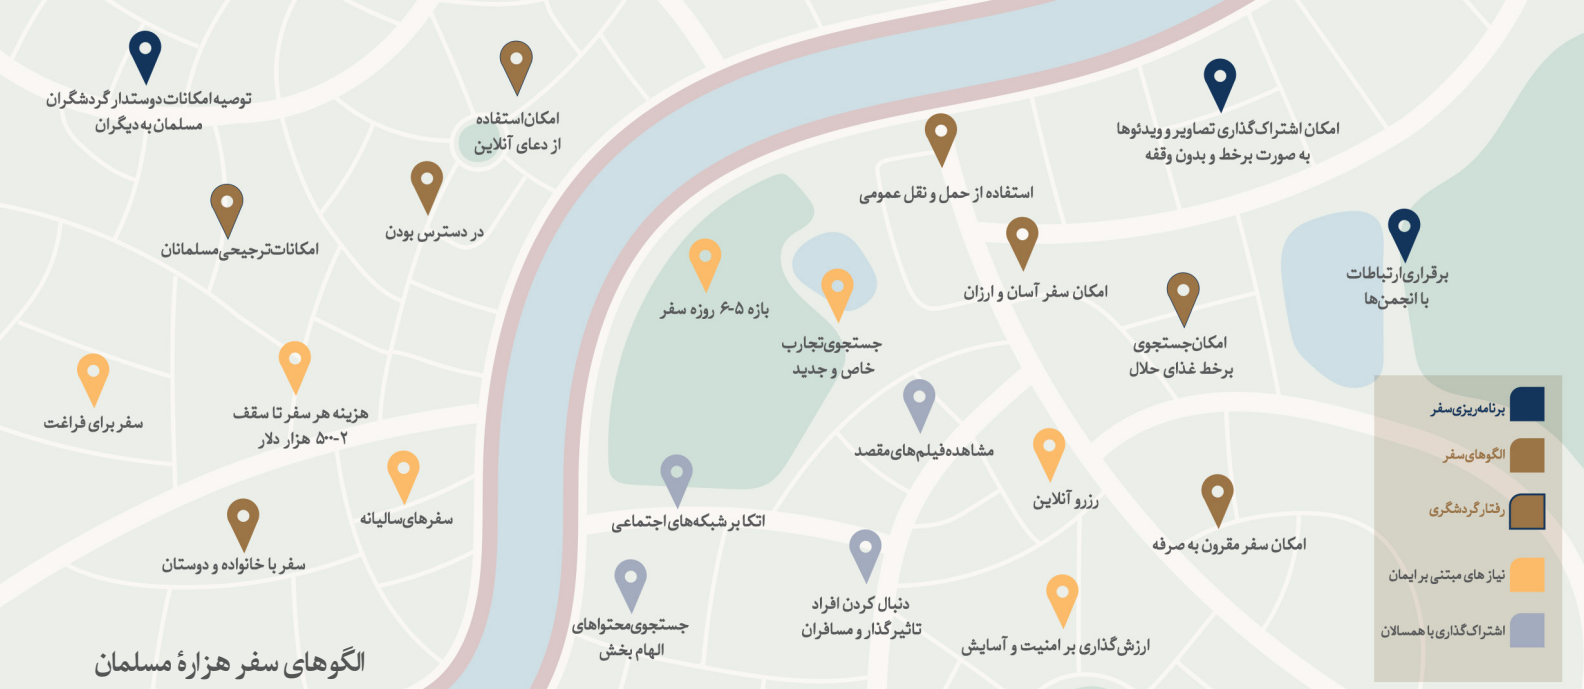 توصیه امکانات دوستدار گردشگران
مسلمان به دیگران
امکان استفاده
از دعای آنلاین
امکان اشتراک‌گذاری تصاویر و ویدئوها
به صورت برخط و بدون وقفه
استفاده از حمل و نقل عمومی
در دسترس بودن
امکانات ترجیحی مسلمانان
برقراری ارتباطات
با انجمن‌ها
امکان سفر آسان و ارزان
بازه ۵-۶ روزه سفر
جستجوی تجارب
خاص و جدید
امکان جستجوی
برخط غذای حلال
هزینه هر سفر تا سقف
۲-۵۰۰ هزار دلار
سفر برای فراغت
مشاهده فیلم‌های مقصد
رزرو آنلاین
سفرهای سالیانه
اتکا بر شبکه‌های اجتماعی
امکان سفر مقرون به صرفه
سفر با خانواده و دوستان
دنبال کردن افراد
تاثیرگذار و مسافران
جستجوی محتواهای
الهام بخش
ارزش‌گذاری بر امنیت و آسایش
برنامه‌ریزی سفر
الگوهای سفر
رفتار گردشگری
نیاز های مبتنی بر ایمان
اشتراک‌گذاری با همسالان
الگوهای سفر هزارهٔ مسلمان